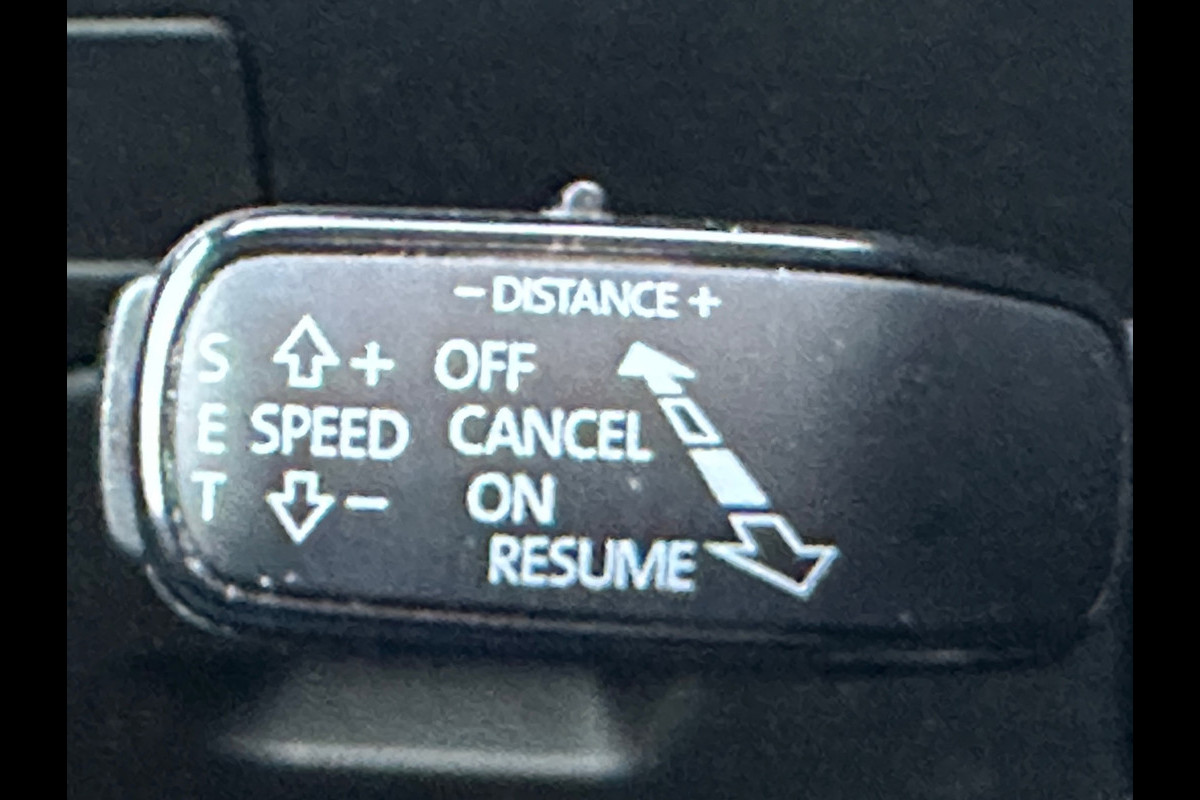 − DISTANCE +
S + OFF
E SPEED CANCEL
T − ON
RESUME